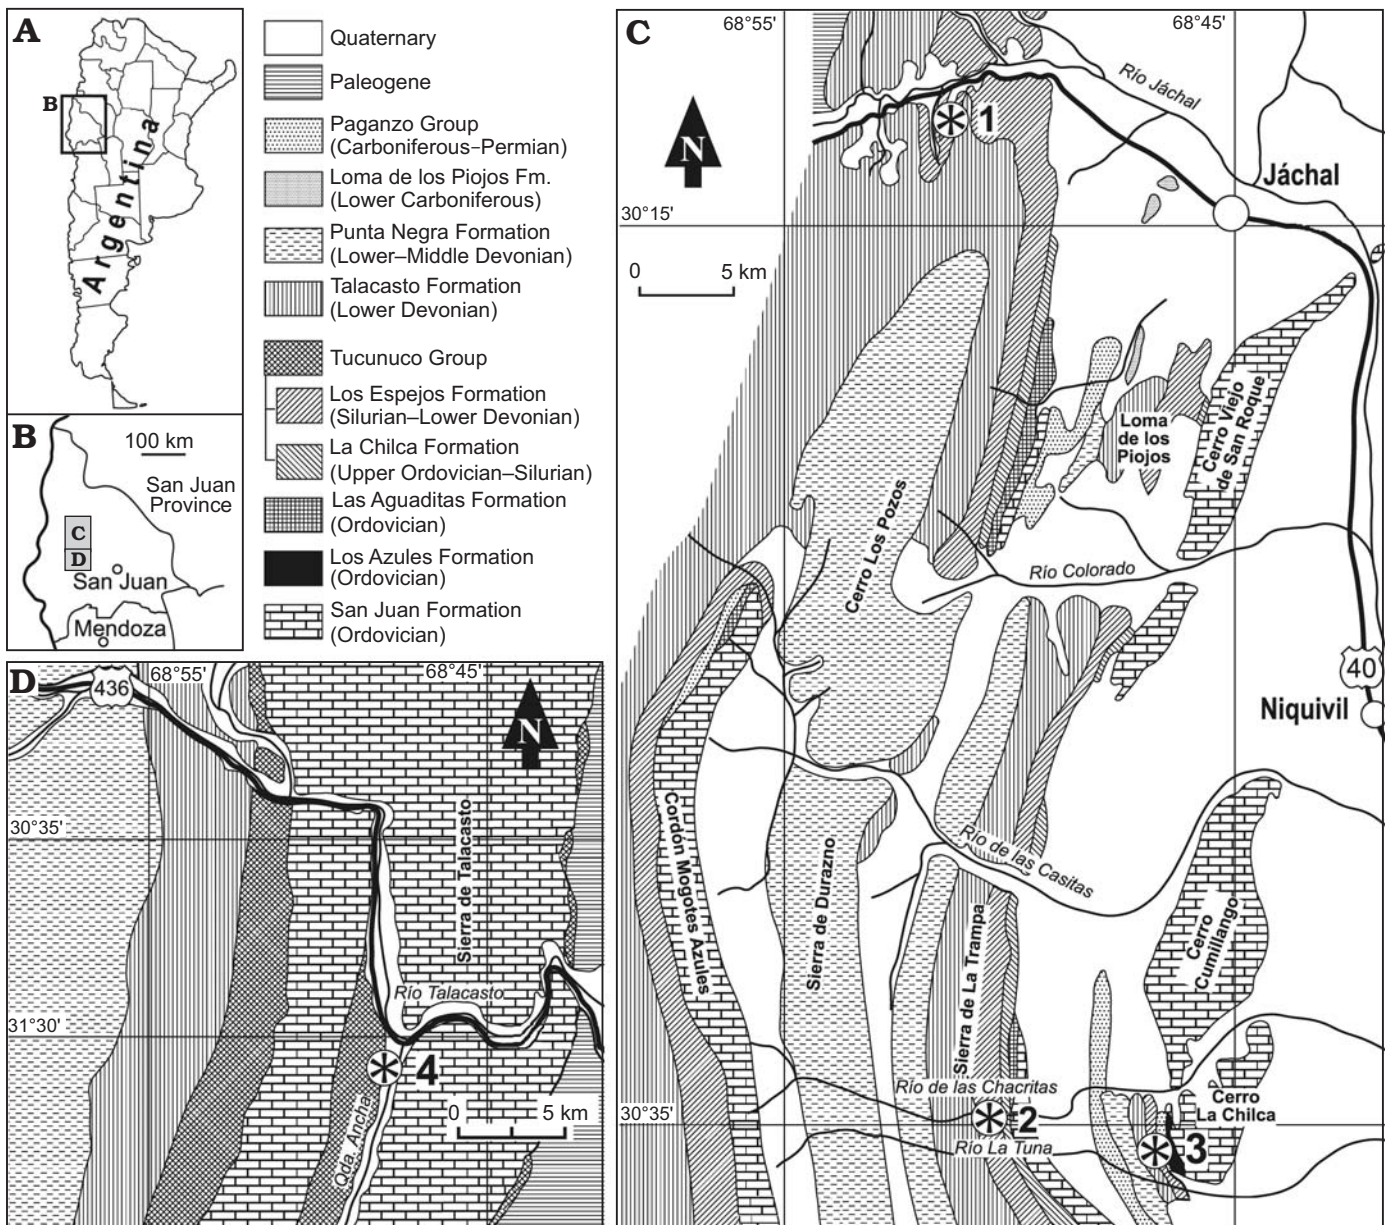 A
B
Argentina
B
100 km
San Juan
Province
C
D
San Juan
Mendoza
Quaternary
Paleogene
Paganzo Group
(Carboniferous–Permian)
Loma de los Piojos Fm.
(Lower Carboniferous)
Punta Negra Formation
(Lower–Middle Devonian)
Talacasto Formation
(Lower Devonian)
Tucunuco Group
Los Espejos Formation
(Silurian–Lower Devonian)
La Chilca Formation
(Upper Ordovician–Silurian)
Las Aguaditas Formation
(Ordovician)
Los Azules Formation
(Ordovician)
San Juan Formation
(Ordovician)
C
68°55'
68°45'
N
Río Jáchal
1
Jáchal
30°15'
0 5 km
Loma
de los
Piojos
Cerro Viejo
de San Roque
Cerro Los Pozos
Río Colorado
40
Niquivil
Cordón Mogotes Azules
Sierra de Durazno
Río de las Casitas
Sierra de La Trampa
Cerro
Cumillango
Río de las Chacritas
Cerro
La Chilca
30°35'
2
Río La Tuna
3
D
68°55'
68°45'
436
N
30°35'
Sierra de Talacasto
Río Talacasto
31°30'
4
0 5 km
Qda. Ancha